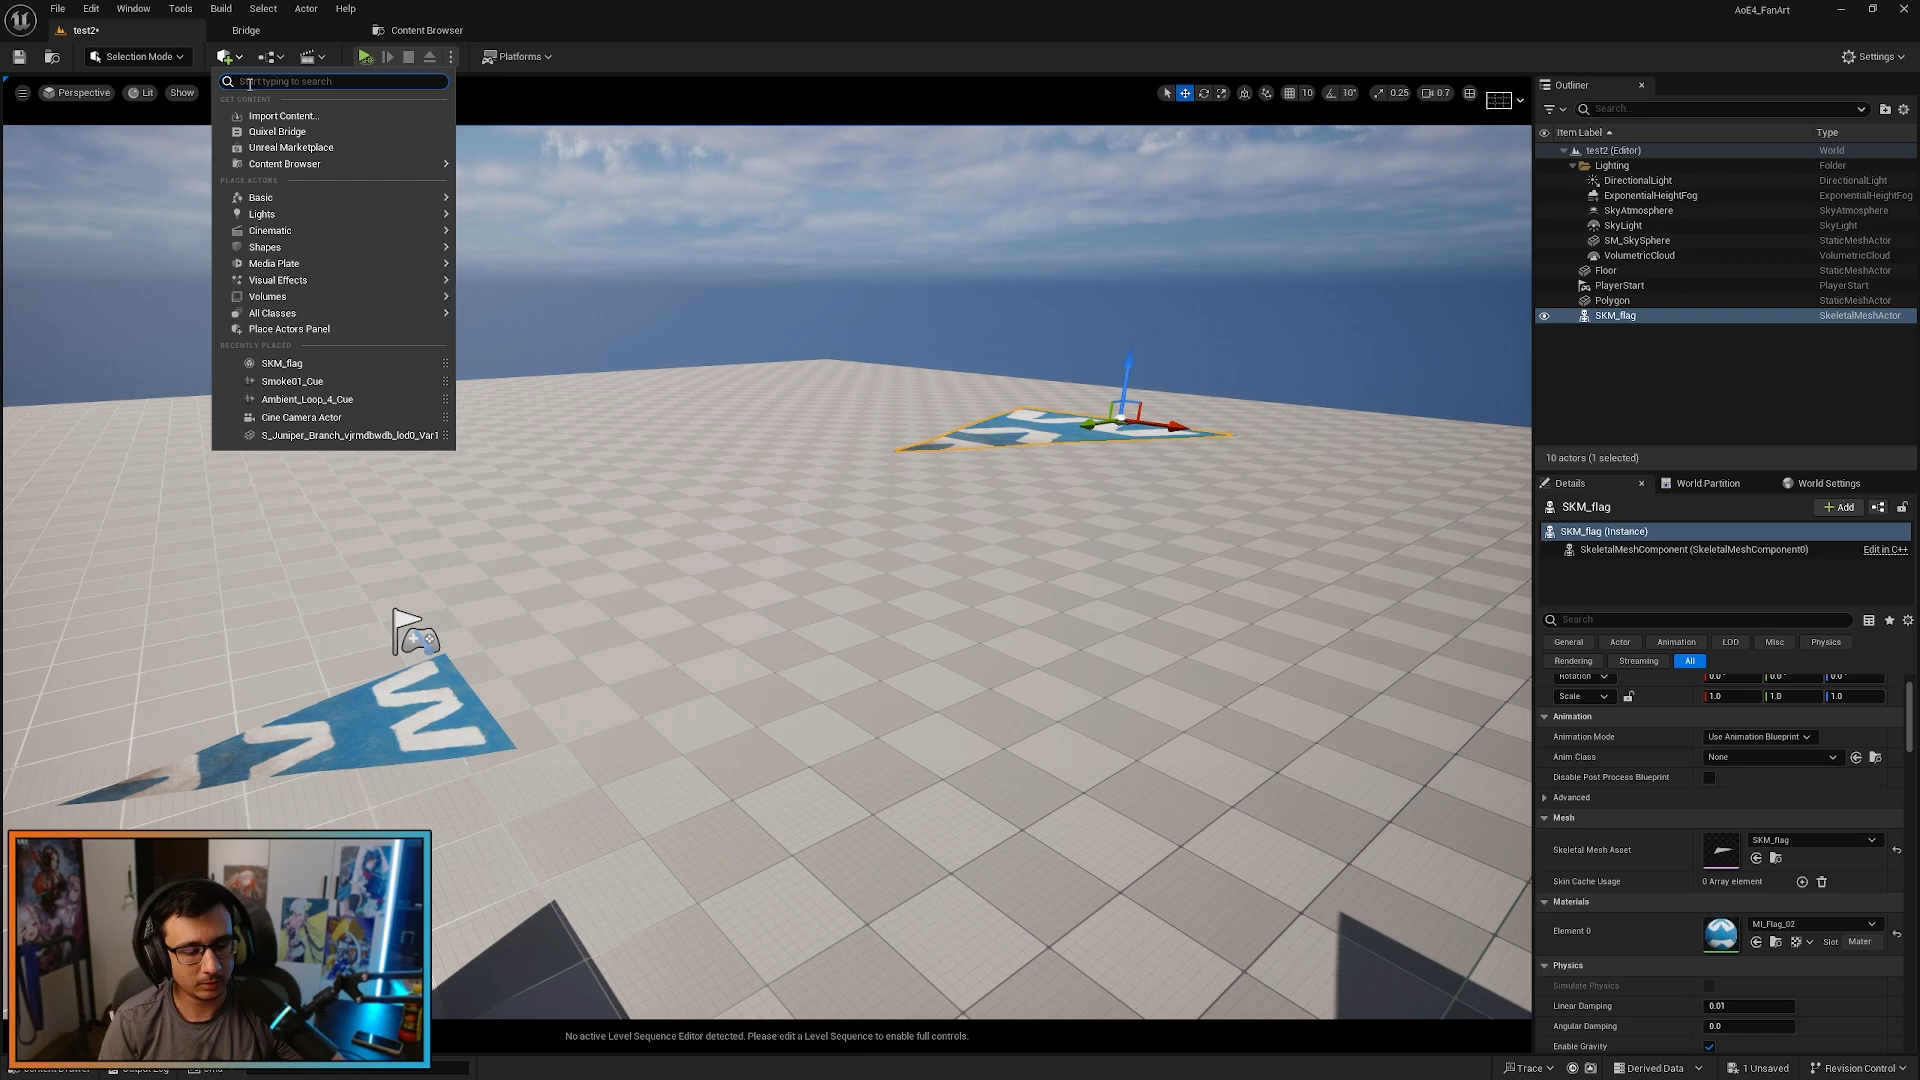 File Edit Window Tools Build Select Actor Help
AoE4_FanArt
test2•
Bridge
Content Browser
Selection Mode
Platforms
Settings
Start typing to search
Perspective
Lit
Show
10
10°
0.25
0.7
GET CONTENT
Import Content...
Quixel Bridge
Unreal Marketplace
Content Browser
PLACE ACTORS
Basic
Lights
Cinematic
Shapes
Media Plate
Visual Effects
Volumes
All Classes
Place Actors Panel
RECENTLY PLACED
SKM_flag
Smoke01_Cue
Ambient_Loop_4_Cue
Cine Camera Actor
S_Juniper_Branch_vjrmdbwdb_lod0_Var1
No active Level Sequence Editor detected. Please edit a Level Sequence to enable full controls.
Outliner
Search...
Item Label Type
test2 (Editor) World
Lighting Folder
DirectionalLight DirectionalLight
ExponentialHeightFog ExponentialHeightFog
SkyAtmosphere SkyAtmosphere
SkyLight SkyLight
SM_SkySphere StaticMeshActor
VolumetricCloud VolumetricCloud
Floor StaticMeshActor
PlayerStart PlayerStart
Polygon StaticMeshActor
SKM_flag SkeletalMeshActor
10 actors (1 selected)
Details World Partition World Settings
SKM_flag Add
SKM_flag (Instance)
SkeletalMeshComponent (SkeletalMeshComponent0) Edit in C++
Search
General Actor Animation LOD Misc Physics
Rendering Streaming All
Rotation 0.0° 0.0° 0.0°
Scale 1.0 1.0 1.0
Animation
Animation Mode Use Animation Blueprint
Anim Class None
Disable Post Process Blueprint
Advanced
Mesh
Skeletal Mesh Asset SKM_flag
Skin Cache Usage 0 Array element
Materials
Element 0 MI_Flag_02
Slot Mater
Physics
Simulate Physics
Linear Damping 0.01
Angular Damping 0.0
Enable Gravity
Trace Derived Data 1 Unsaved Revision Control